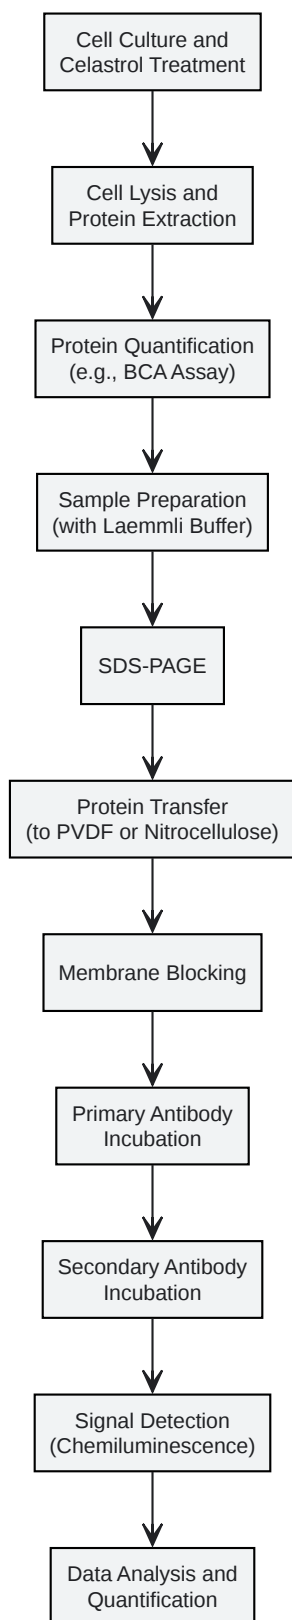 Cell Culture and
Celastrol Treatment
Cell Lysis and
Protein Extraction
Protein Quantification
(e.g., BCA Assay)
Sample Preparation
(with Laemmli Buffer)
SDS-PAGE
Protein Transfer
(to PVDF or Nitrocellulose)
Membrane Blocking
Primary Antibody
Incubation
Secondary Antibody
Incubation
Signal Detection
(Chemiluminescence)
Data Analysis and
Quantification